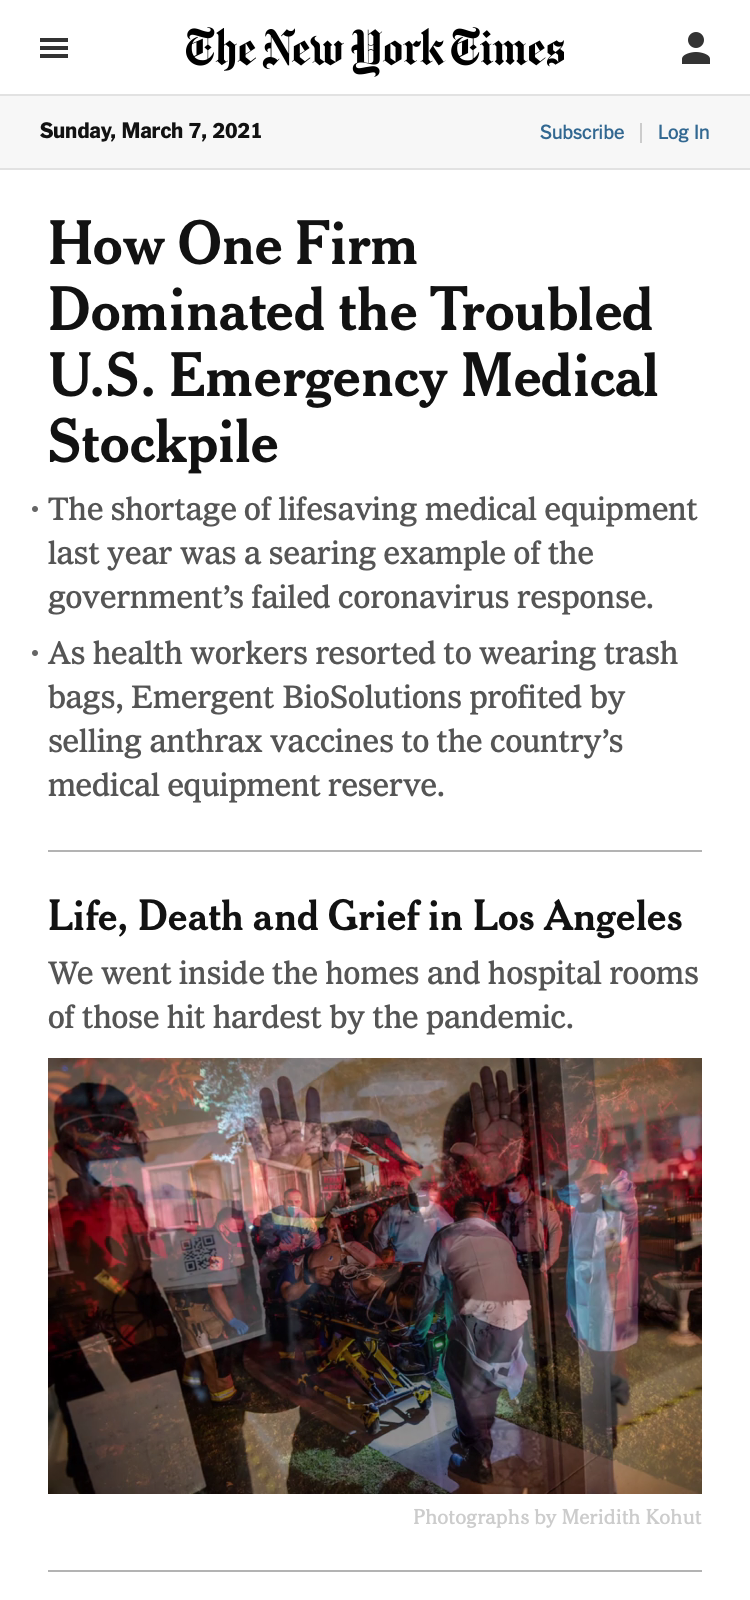 The New York Times
Sunday, March 7, 2021
Subscribe | Log In
How One Firm
Dominated the Troubled
U.S. Emergency Medical
Stockpile
• The shortage of lifesaving medical equipment
last year was a searing example of the
government’s failed coronavirus response.
• As health workers resorted to wearing trash
bags, Emergent BioSolutions profited by
selling anthrax vaccines to the country’s
medical equipment reserve.
Life, Death and Grief in Los Angeles
We went inside the homes and hospital rooms
of those hit hardest by the pandemic.
Photographs by Meridith Kohut